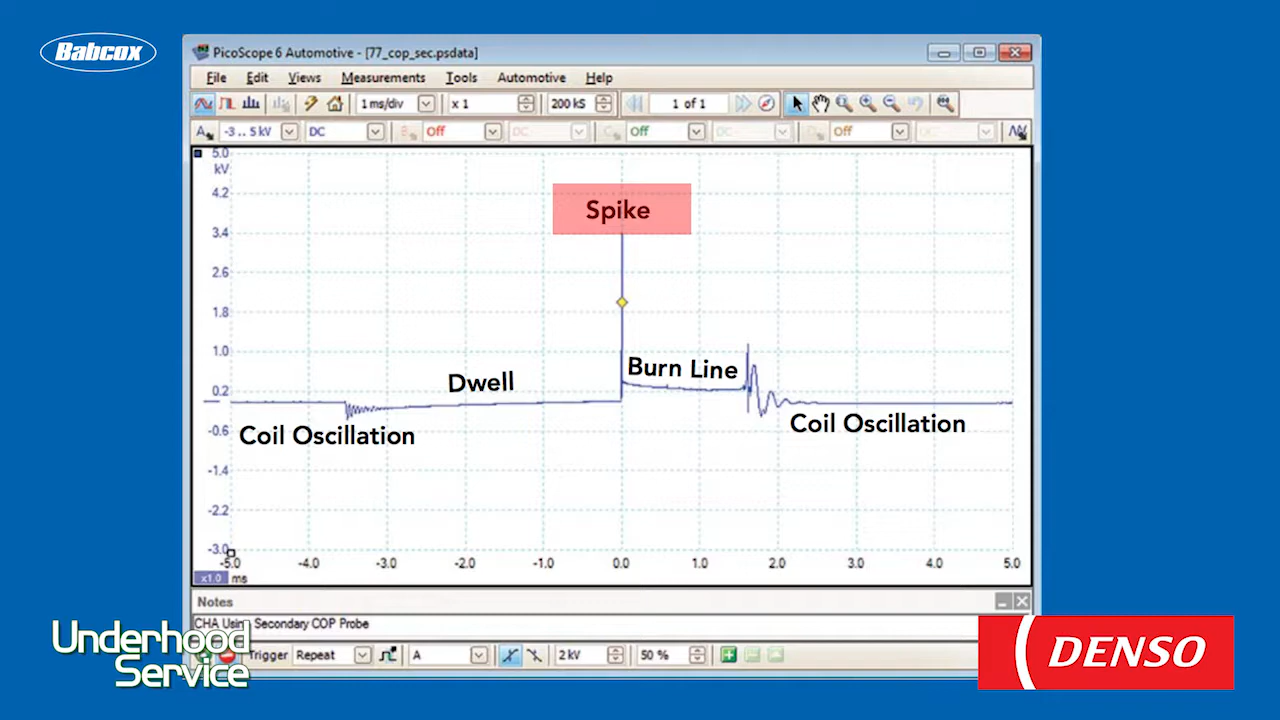 Babcox
PicoScope 6 Automotive - [77_cop_sec.psdata]
File Edit Views Measurements Tools Automotive Help
1 ms/div x 1 200 kS 1 of 1
A -3 .. 5 kV DC B Off DC C Off DC D Off DC
5.0
kV
4.2
Spike
3.4
2.6
1.8
1.0
Burn Line
Dwell
0.2
Coil Oscillation
-0.6
Coil Oscillation
-1.4
-2.2
-3.0
-5.0 -4.0 -3.0 -2.0 -1.0 0.0 1.0 2.0 3.0 4.0 5.0
x1.0 ms
Notes
CHA Using Secondary COP Probe
Underhood
Service
Trigger Repeat A 2 kV 50 %
DENSO